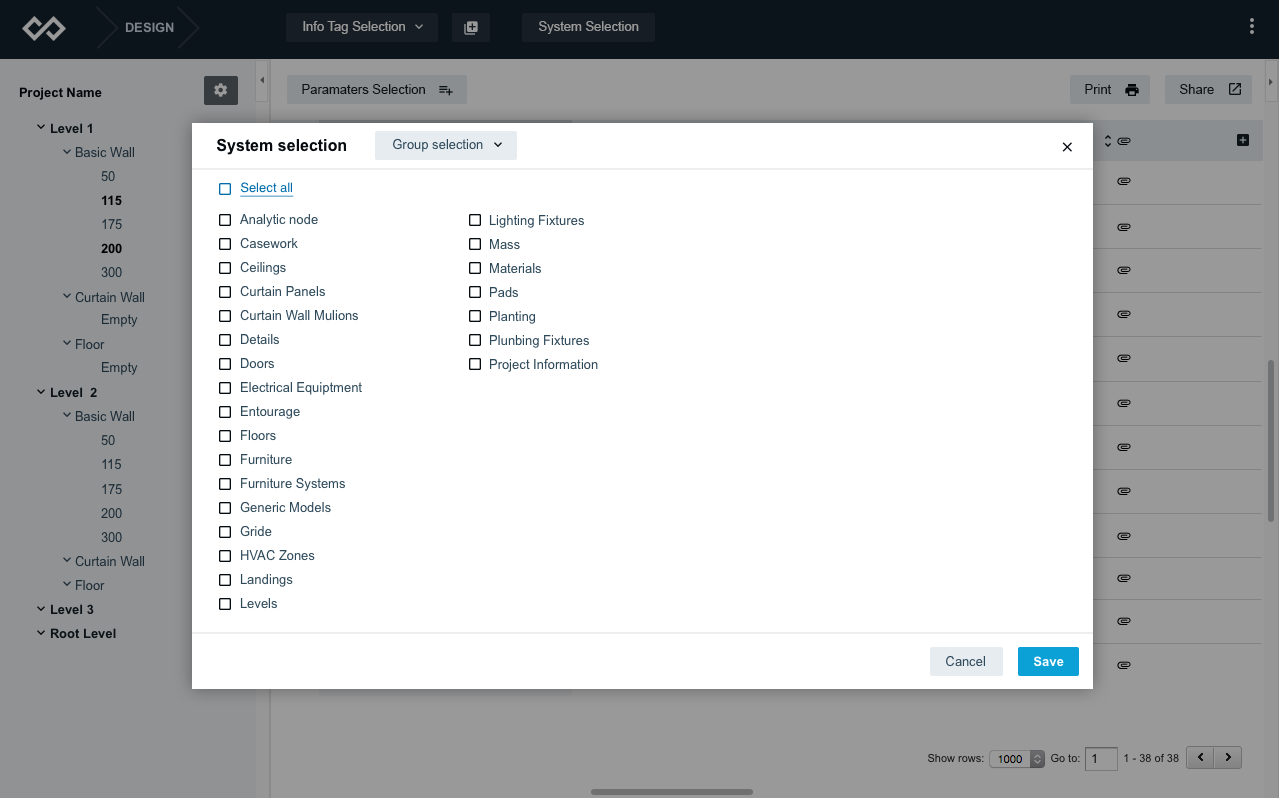 DESIGN
Info Tag Selection
System Selection
Project Name
Paramaters Selection
Print
Share
Level 1
Basic Wall
50
115
175
200
300
Curtain Wall
Empty
Floor
Empty
Level 2
Basic Wall
50
115
175
200
300
Curtain Wall
Floor
Level 3
Root Level
System selection
Group selection
Select all
Analytic node
Casework
Ceilings
Curtain Panels
Curtain Wall Mulions
Details
Doors
Electrical Equiptment
Entourage
Floors
Furniture
Furniture Systems
Generic Models
Gride
HVAC Zones
Landings
Levels
Lighting Fixtures
Mass
Materials
Pads
Planting
Plunbing Fixtures
Project Information
Cancel
Save
Show rows: 1000 Go to: 1 1 - 38 of 38